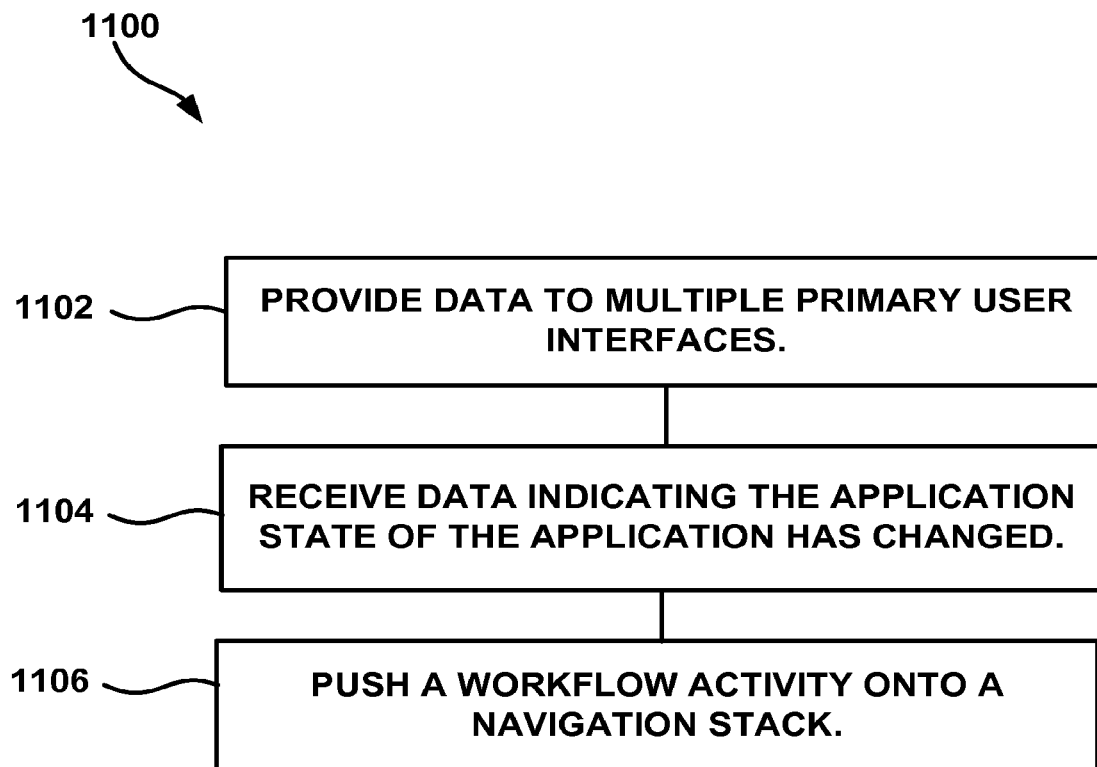 1100
1102
PROVIDE DATA TO MULTIPLE PRIMARY USER
INTERFACES.
1104
RECEIVE DATA INDICATING THE APPLICATION
STATE OF THE APPLICATION HAS CHANGED.
1106
PUSH A WORKFLOW ACTIVITY ONTO A
NAVIGATION STACK.